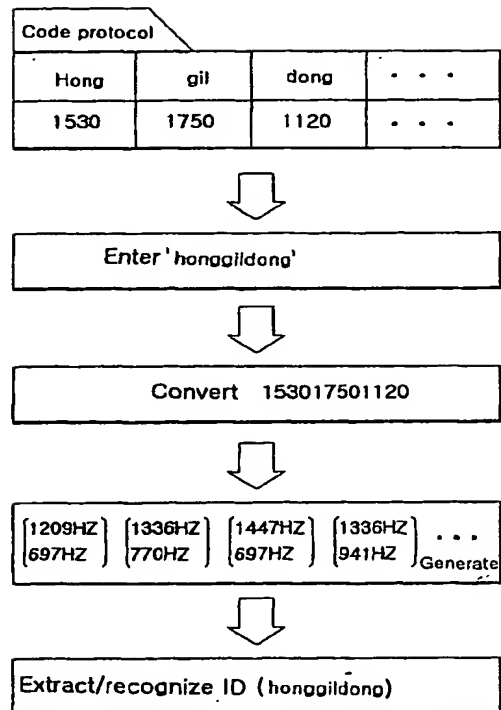 Code protocol
Hong gil dong • • •
1530 1750 1120 • • •
Enter 'honggildong'
Convert 153017501120
1209HZ 1336HZ 1447HZ 1336HZ • • •
697HZ 770HZ 697HZ 941HZ Generate
Extract/recognize ID (honggildong)